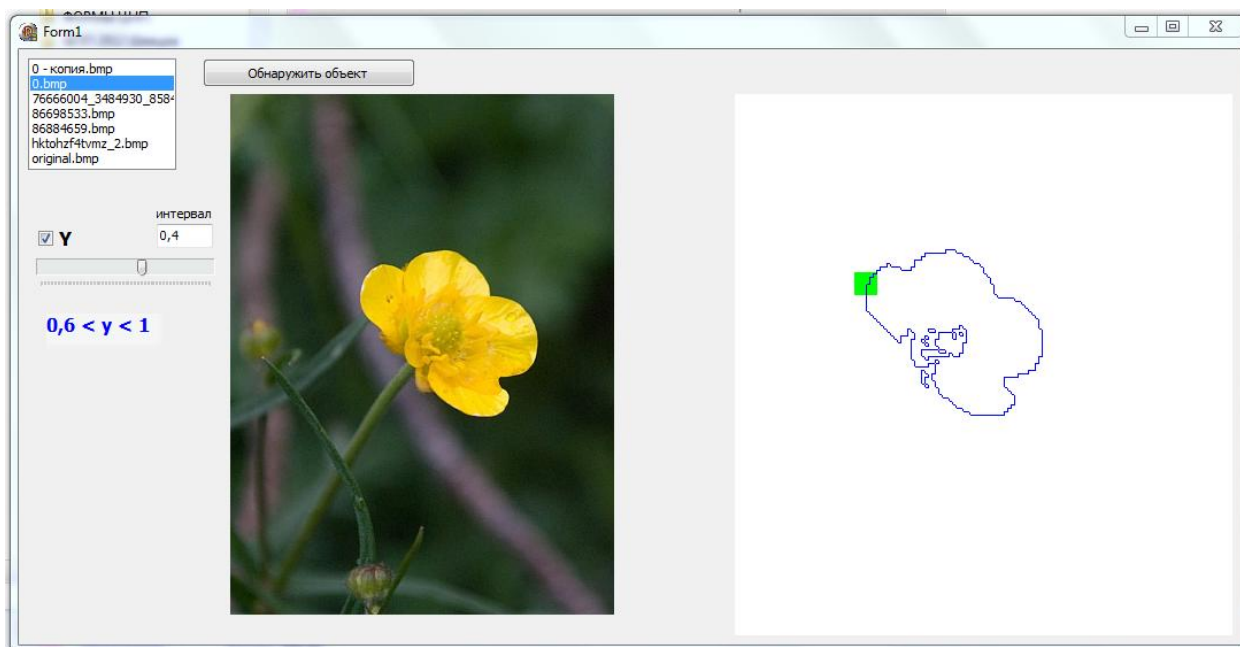 Form1
0 - копия.bmp
0.bmp
76666004_3484930_8584
86698533.bmp
86884659.bmp
hktohzf4tvmz_2.bmp
original.bmp
Обнаружить объект
интервал
Y
0,4
0,6 < y < 1